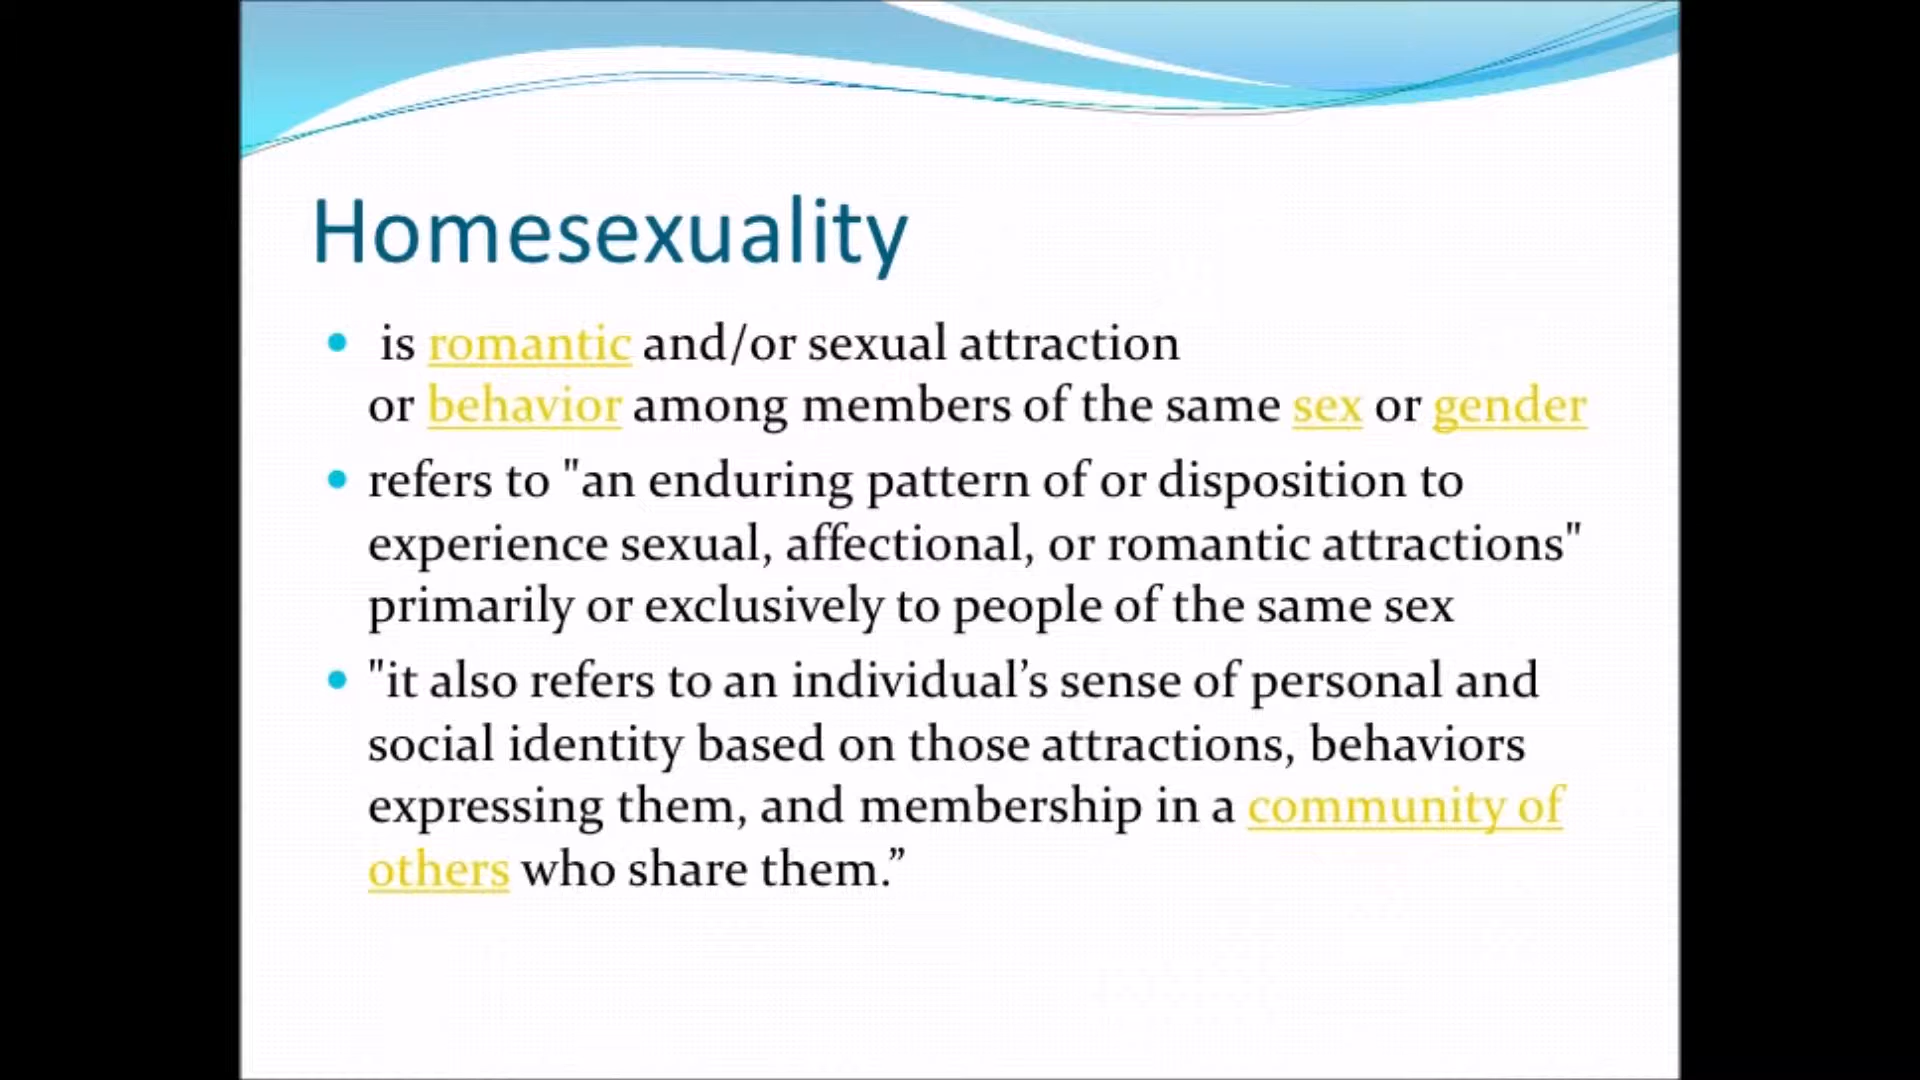 Homesexuality
is romantic and/or sexual attraction
or behavior among members of the same sex or gender
refers to "an enduring pattern of or disposition to
experience sexual, affectional, or romantic attractions"
primarily or exclusively to people of the same sex
"it also refers to an individual’s sense of personal and
social identity based on those attractions, behaviors
expressing them, and membership in a community of
others who share them.”